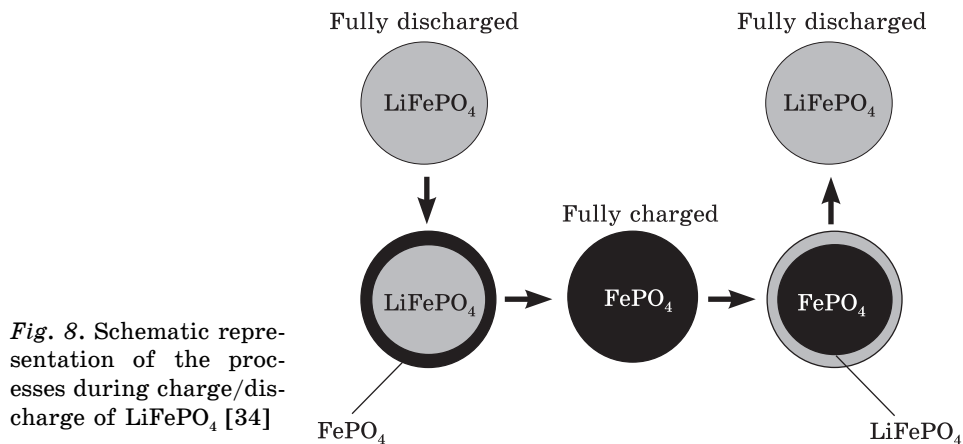 Fully discharged
Fully discharged
LiFePO₄
LiFePO₄
Fully charged
LiFePO₄
FePO₄
FePO₄
Fig. 8. Schematic repre-
sentation of the proc-
esses during charge/dis-
charge of LiFePO₄ [34]
FePO₄
LiFePO₄